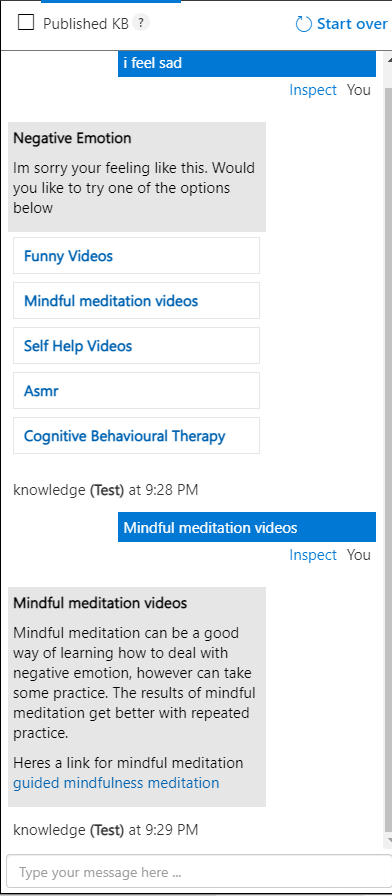 Published KB ?
Start over
i feel sad
Inspect You
Negative Emotion
Im sorry your feeling like this. Would
you like to try one of the options
below
Funny Videos
Mindful meditation videos
Self Help Videos
Asmr
Cognitive Behavioural Therapy
knowledge (Test) at 9:28 PM
Mindful meditation videos
Inspect You
Mindful meditation videos
Mindful meditation can be a good
way of learning how to deal with
negative emotion, however can take
some practice. The results of mindful
meditation get better with repeated
practice.
Heres a link for mindful meditation
guided mindfulness meditation
knowledge (Test) at 9:29 PM
Type your message here ...